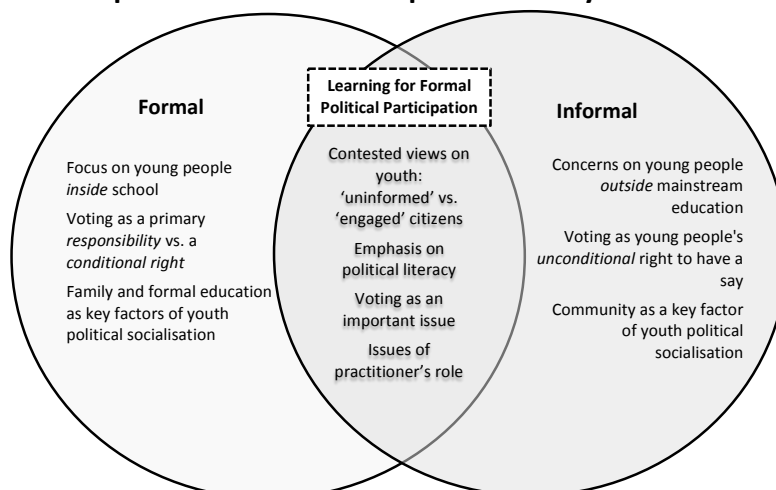 Learning for Formal
Political Participation
Formal
Focus on young people
inside school
Voting as a primary
responsibility vs. a
conditional right
Family and formal education
as key factors of youth
political socialisation
Contested views on
youth:
‘uninformed’ vs.
‘engaged’ citizens
Emphasis on
political literacy
Voting as an
important issue
Issues of
practitioner’s role
Informal
Concerns on young people
outside mainstream
education
Voting as young people's
unconditional right to have a
say
Community as a key factor
of youth political
socialisation